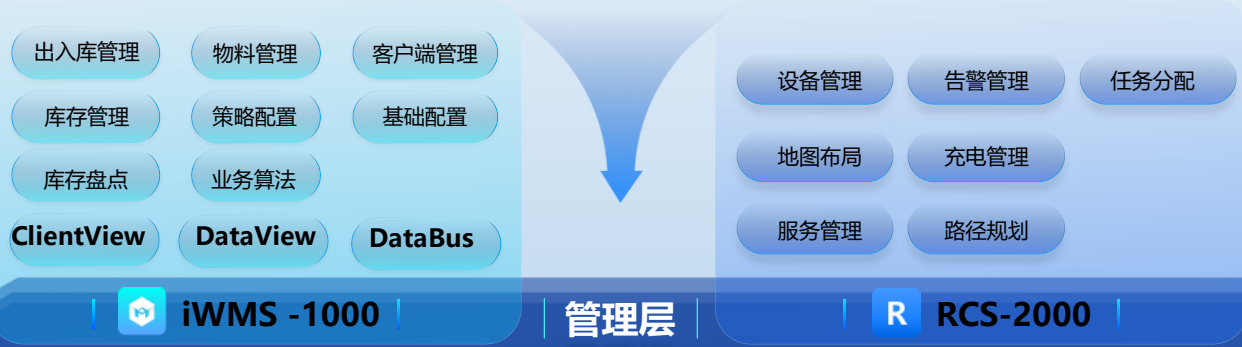 出入库管理 物料管理 客户端管理
库存管理 策略配置 基础配置
库存盘点 业务算法
ClientView DataView DataBus
iWMS -1000
管理层
设备管理 告警管理 任务分配
地图布局 充电管理
服务管理 路径规划
R RCS-2000